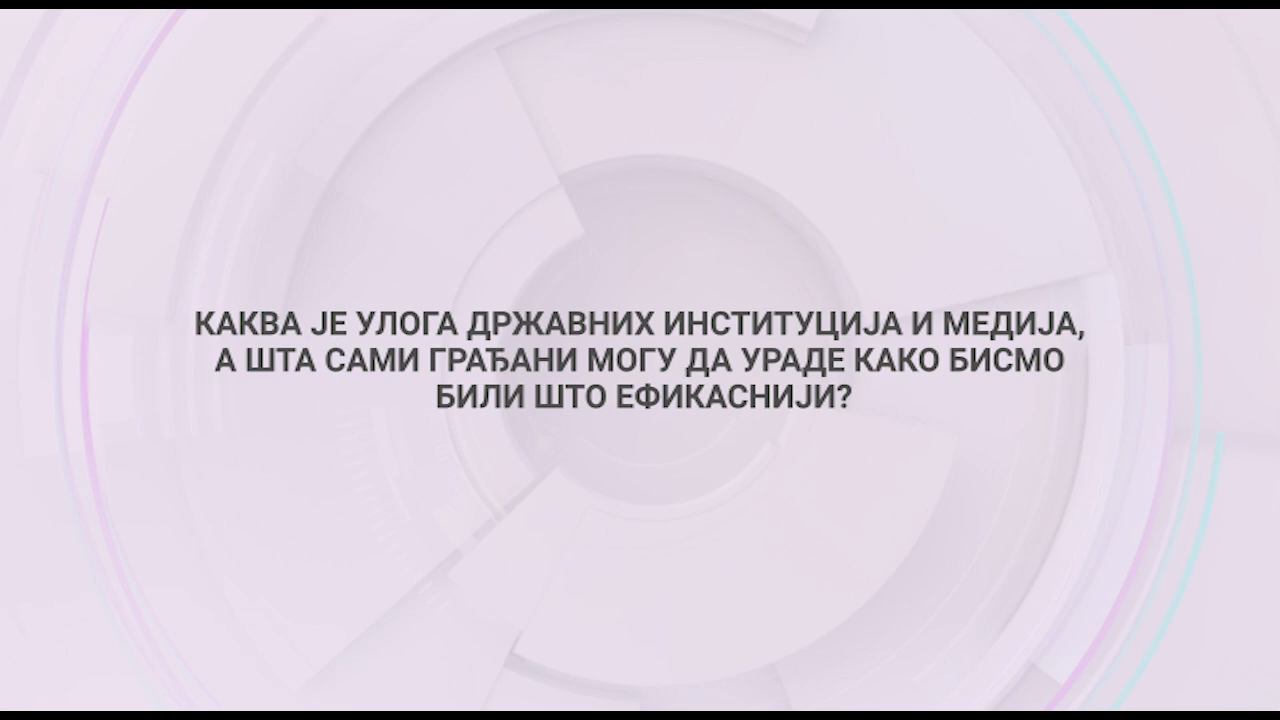 КАКВА ЈЕ УЛОГА ДРЖАВНИХ ИНСТИТУЦИЈА И МЕДИЈА,
А ШТА САМИ ГРАЂАНИ МОГУ ДА УРАДЕ КАКО БИСМО
БИЛИ ШТО ЕФИКАСНИЈИ?